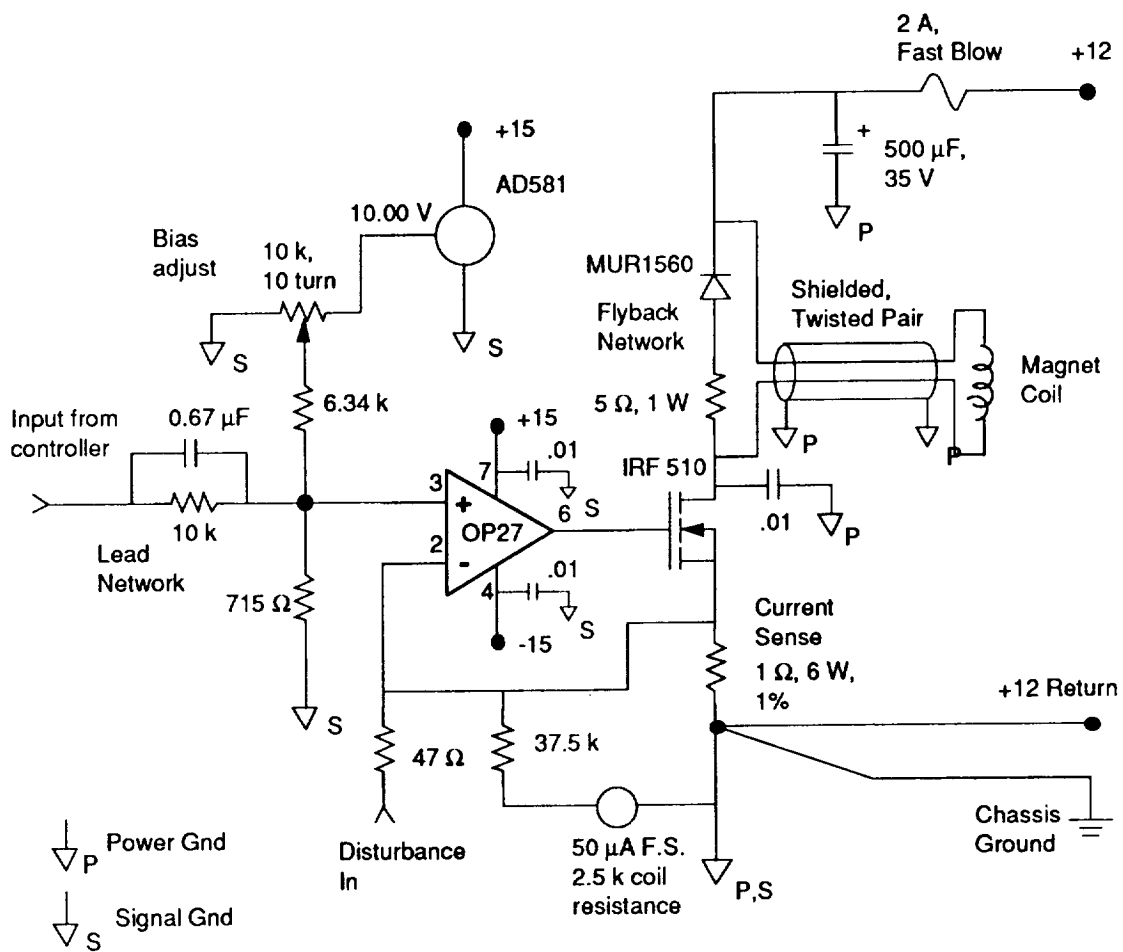 2 A,
Fast Blow
+12
+
500 µF,
35 V
P
+15
AD581
10.00 V
Bias
adjust
10 k,
10 turn
S
S
MUR1560
Flyback
Network
Shielded,
Twisted Pair
Magnet
Coil
5 Ω, 1 W
P
P
6.34 k
Input from
controller
0.67 µF
10 k
Lead
Network
+15
.01
7
S
3
+
OP27
6
2
-
4
.01
S
-15
IRF 510
.01
P
715 Ω
S
Current
Sense
1 Ω, 6 W,
1%
+12 Return
47 Ω
37.5 k
Chassis
Ground
Disturbance
In
50 µA F.S.
2.5 k coil
resistance
P,S
Power Gnd
P
Signal Gnd
S